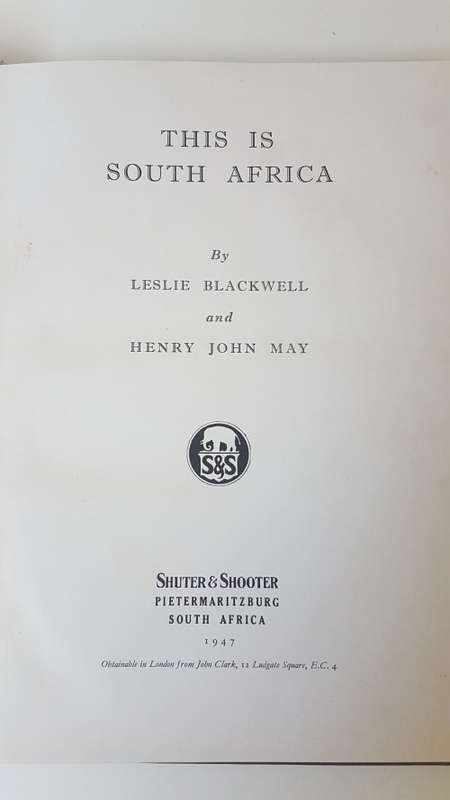 THIS IS
SOUTH AFRICA
By
LESLIE BLACKWELL
and
HENRY JOHN MAY
S&S
SHUTER & SHOOTER
PIETERMARITZBURG
SOUTH AFRICA
1947
Obtainable in London from John Clark, 12 Ludgate Square, E.C. 4